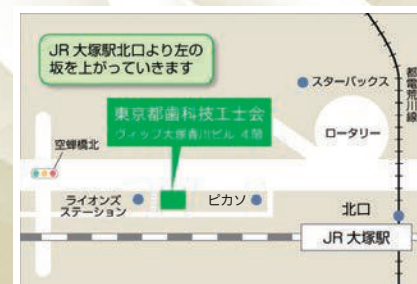 JR 大塚駅北口より左の
坂を上がっていきます
スターバックス
都電荒川線
東京都歯科技工士会
ヴィップ大塚青川ビル 4階
ロータリー
空蝉橋北
ライオンズ
ステーション
ピカソ
北口
JR 大塚駅